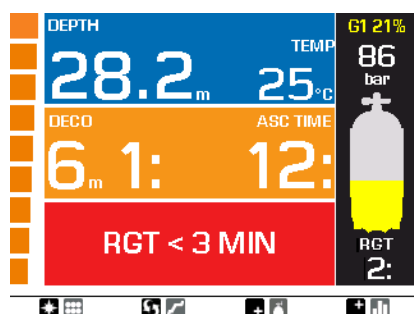 DEPTH TEMP G1 21%
28.2m 25°C 86 bar
DECO ASC TIME
6m 1: 12:
RGT < 3 MIN
RGT
2: